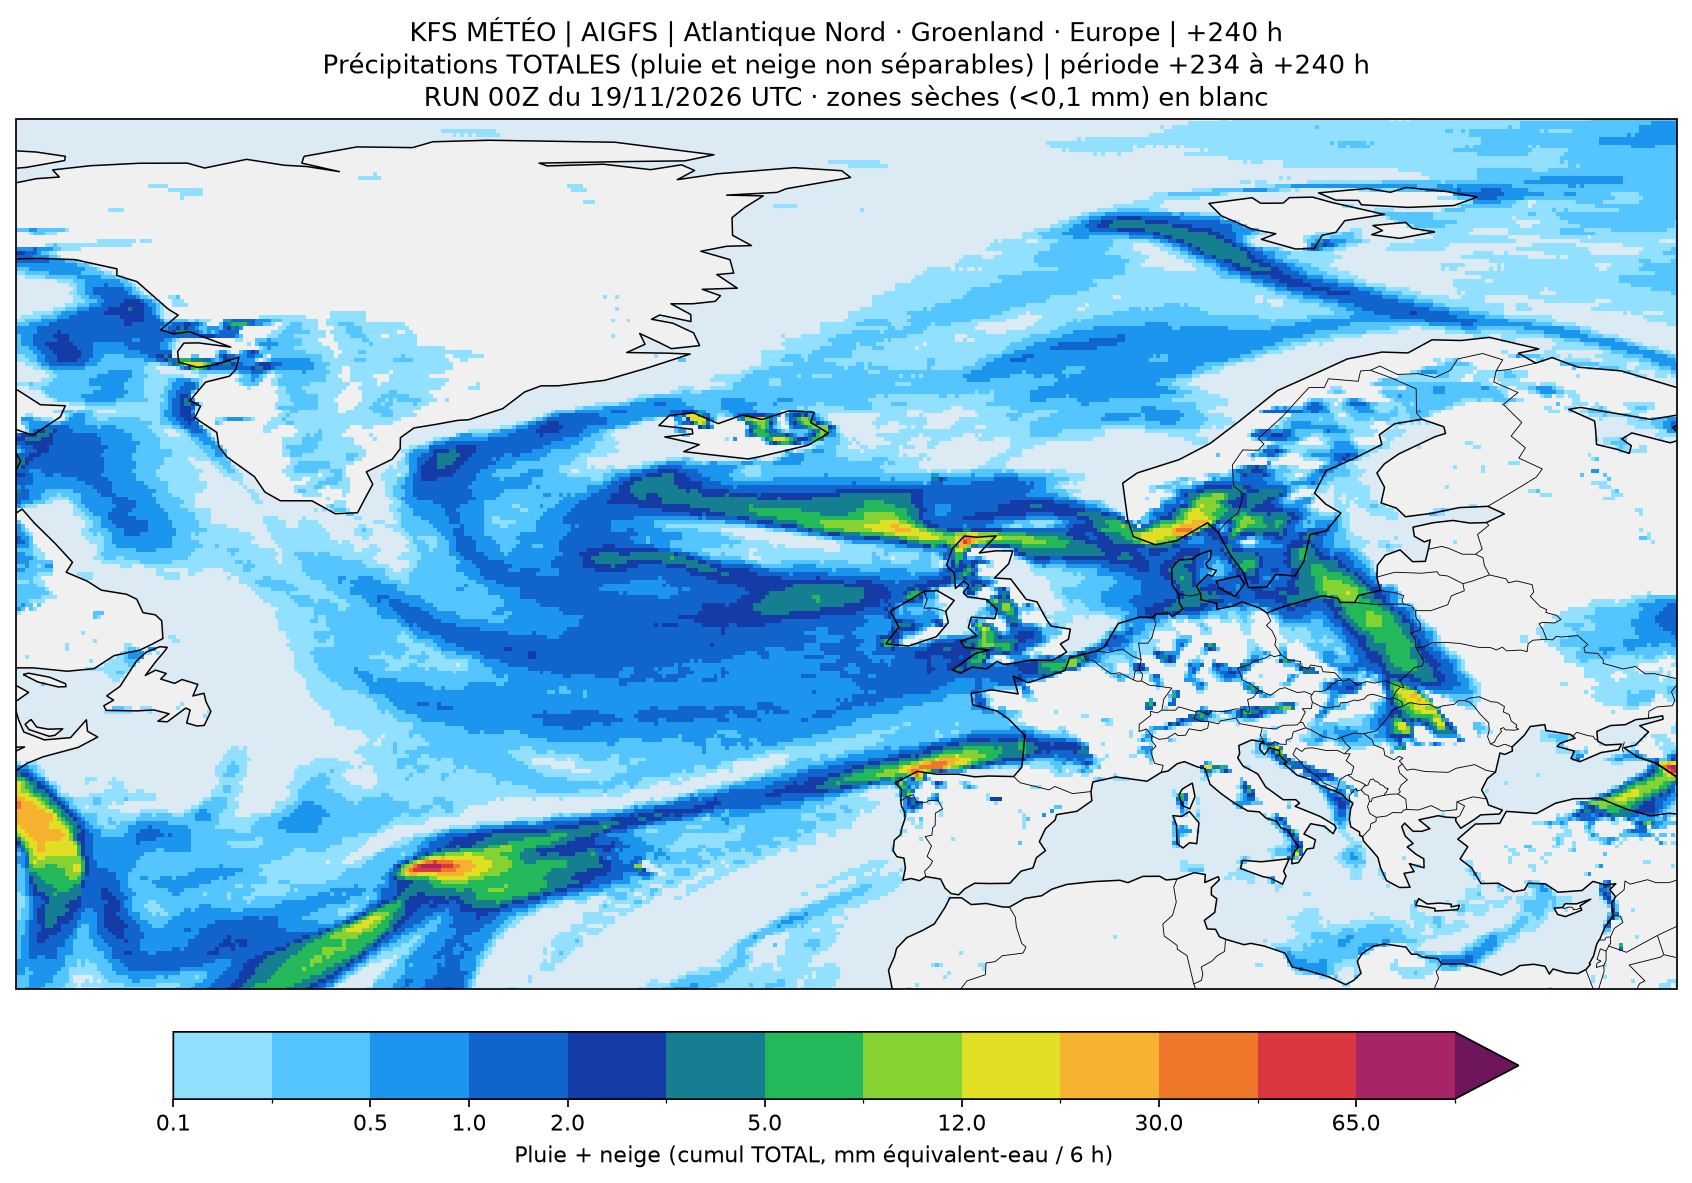 KFS MÉTÉO | AIGFS | Atlantique Nord · Groenland · Europe | +240 h
Précipitations TOTALES (pluie et neige non séparables) | période +234 à +240 h
RUN 00Z du 19/11/2026 UTC · zones sèches (<0,1 mm) en blanc
0.1 0.5 1.0 2.0 5.0 12.0 30.0 65.0
Pluie + neige (cumul TOTAL, mm équivalent-eau / 6 h)